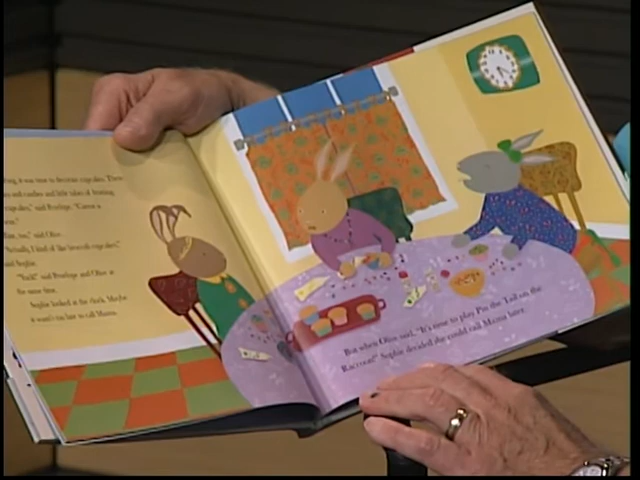 it was time to decorate cupcakes. There
and candies and little tubes of frosting.
cupcakes," said Penelope. "Carrot is
too," said Olive.
"Actually, I kind of like broccoli cupcakes,"
said Sophie.
"Yuck!" said Penelope and Olive at
the same time.
Sophie looked at the clock. Maybe
it wasn't too late to call Mama.
But when Olive said, "It's time to play Pin the Tail on the
Raccoon!" Sophie decided she could call Mama later.